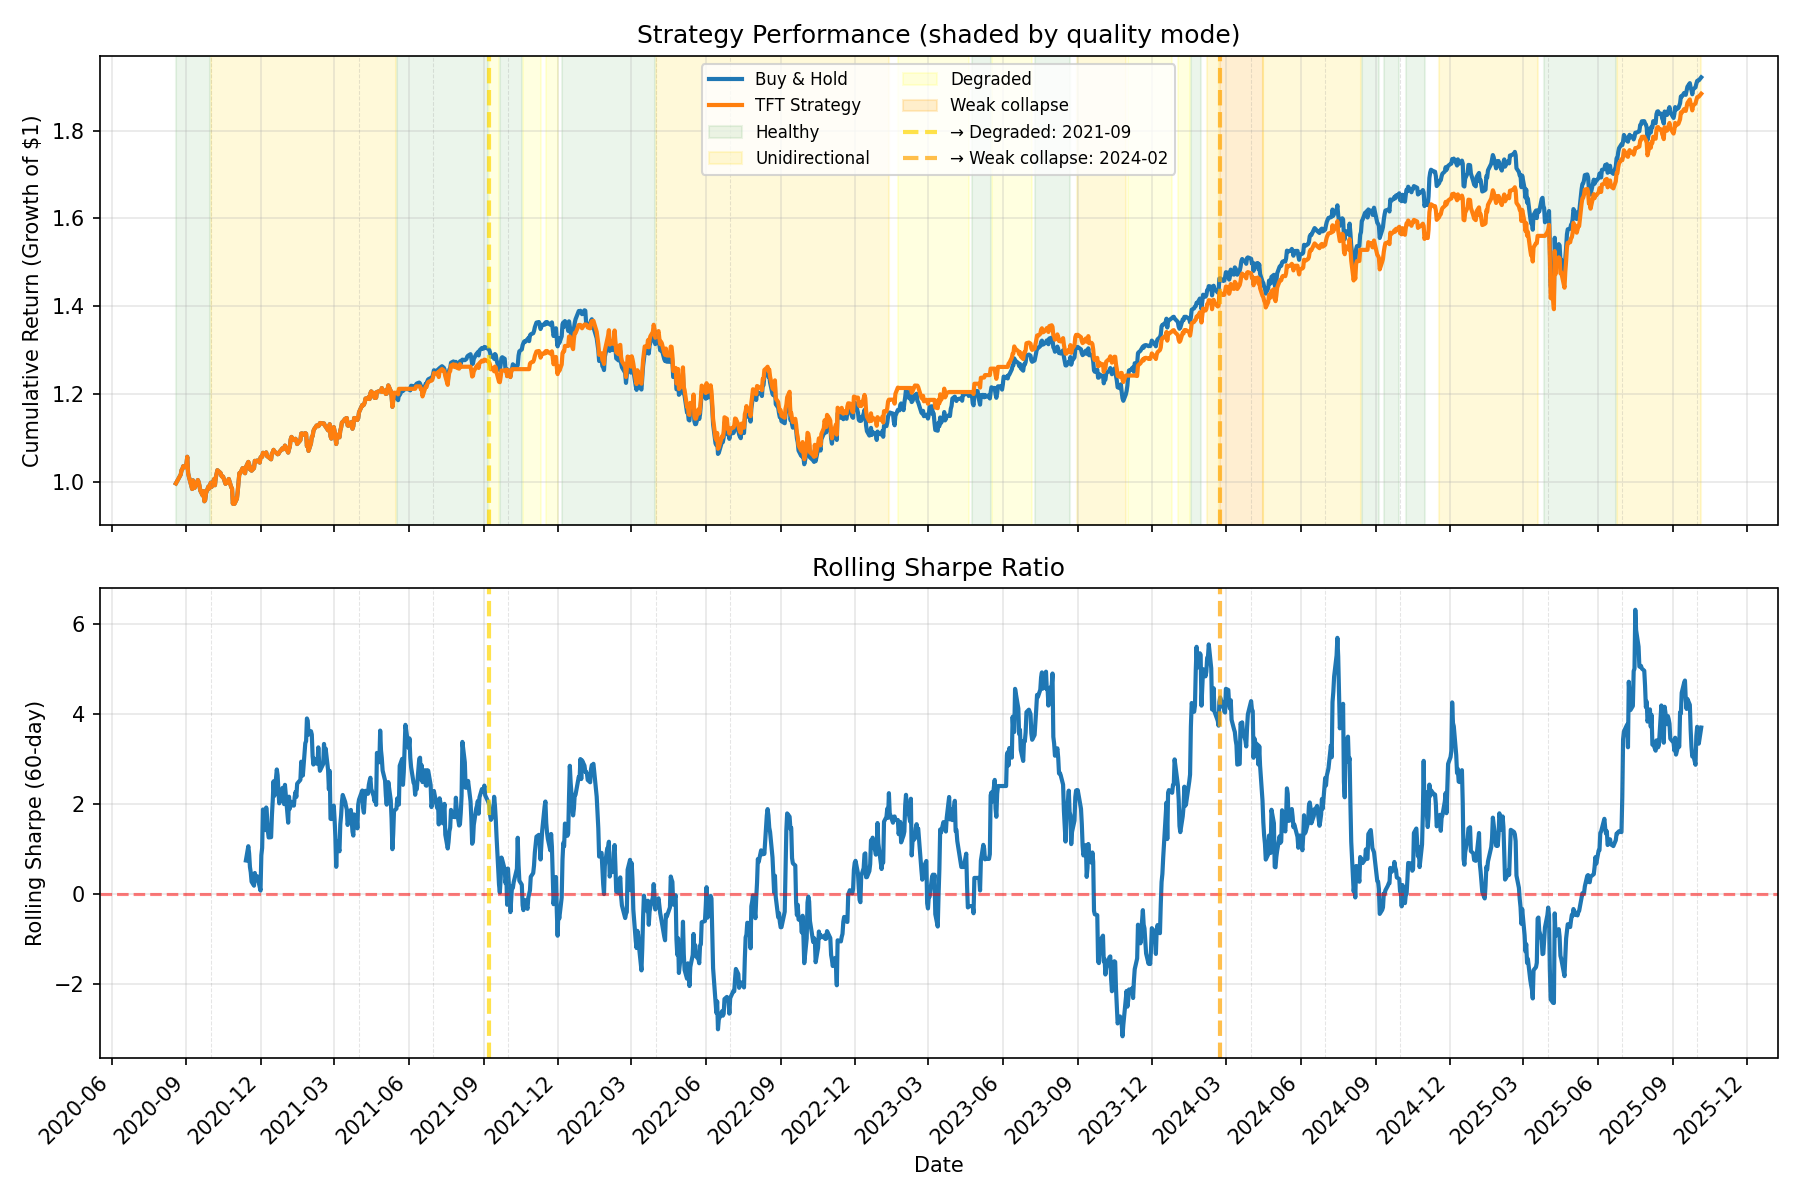 Strategy Performance (shaded by quality mode)
Cumulative Return (Growth of $1)
1.8
1.6
1.4
1.2
1.0
Buy & Hold
TFT Strategy
Healthy
Unidirectional
Degraded
Weak collapse
→ Degraded: 2021-09
→ Weak collapse: 2024-02
Rolling Sharpe Ratio
Rolling Sharpe (60-day)
6
4
2
0
−2
2020-06
2020-09
2020-12
2021-03
2021-06
2021-09
2021-12
2022-03
2022-06
2022-09
2022-12
2023-03
2023-06
2023-09
2023-12
2024-03
2024-06
2024-09
2024-12
2025-03
2025-06
2025-09
2025-12
Date